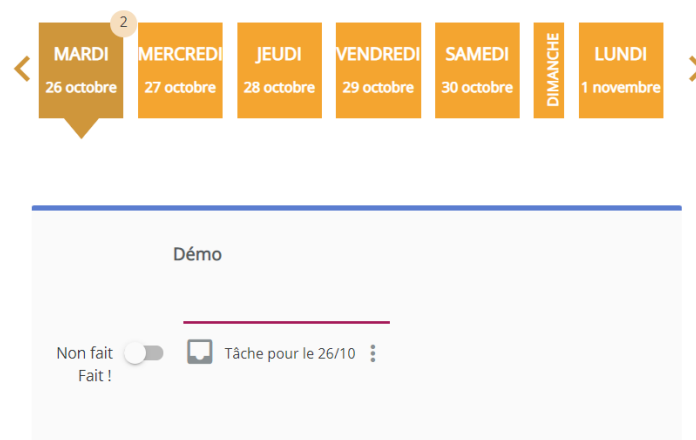 2
MARDI
26 octobre
MERCREDI
27 octobre
JEUDI
28 octobre
VENDREDI
29 octobre
SAMEDI
30 octobre
DIMANCHE
LUNDI
1 novembre
Démo
Non fait
Fait !
Tâche pour le 26/10